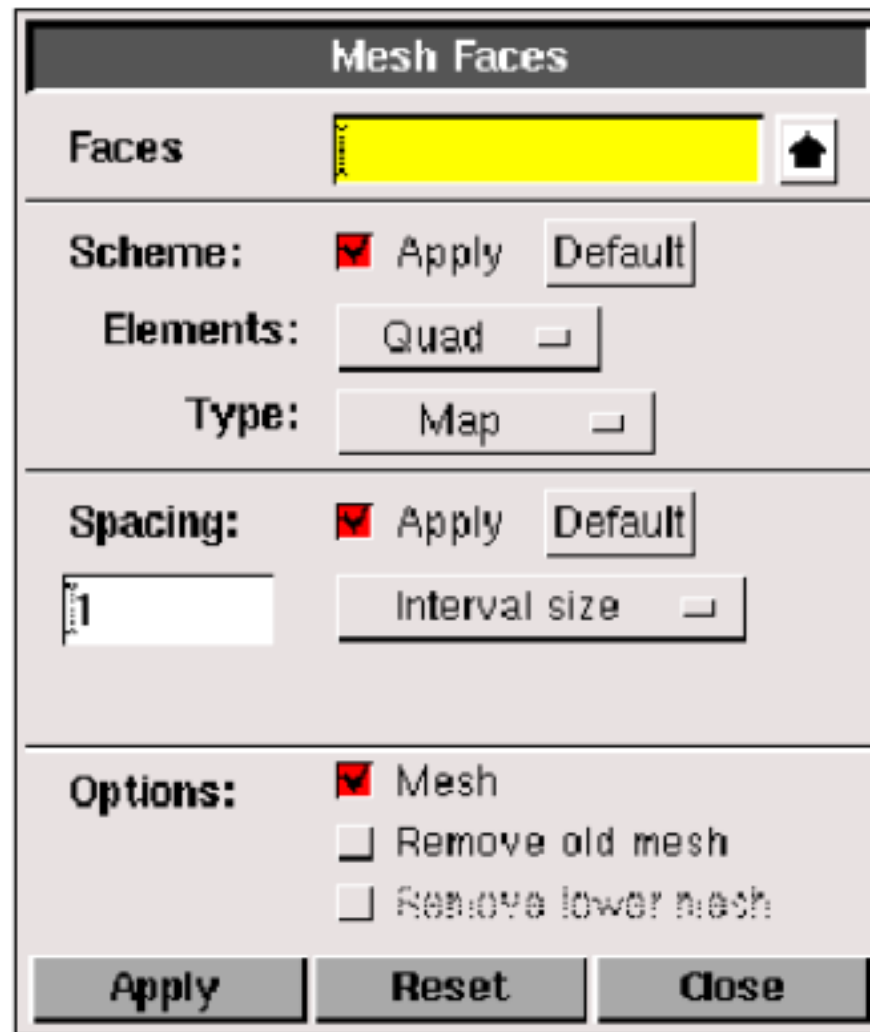 Mesh Faces
Faces
Scheme: Apply Default
Elements: Quad
Type: Map
Spacing: Apply Default
1 Interval size
Options: Mesh
Remove old mesh
Remove lower mesh
Apply Reset Close